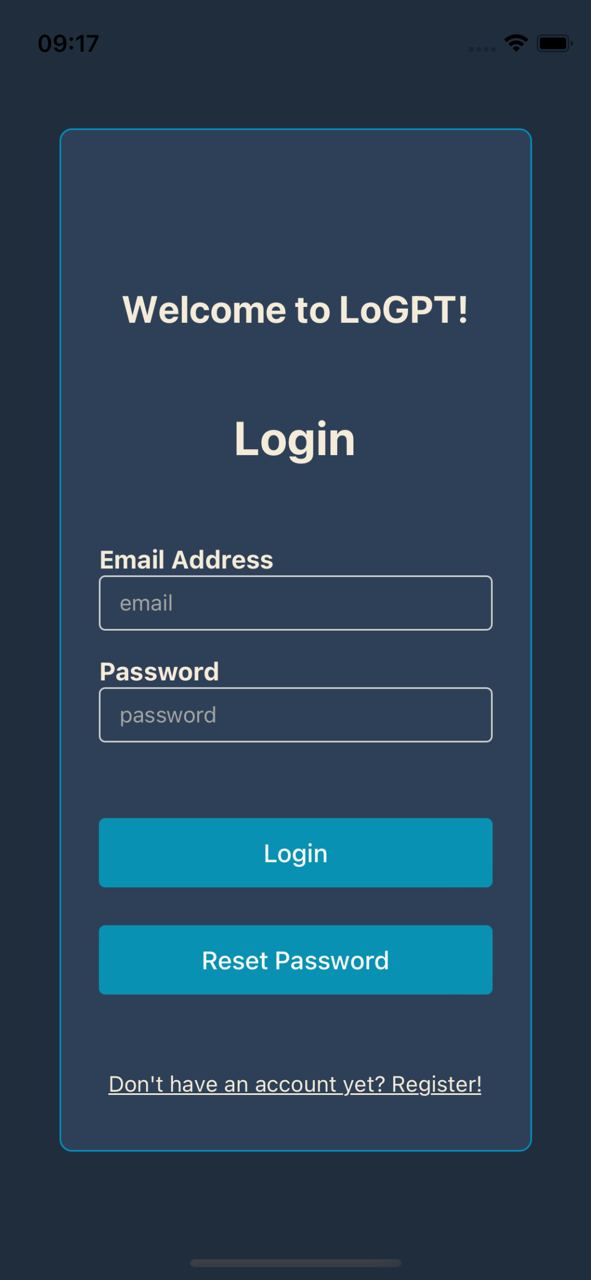 09:17
Welcome to LoGPT!
Login
Email Address
email
Password
password
Login
Reset Password
Don't have an account yet? Register!